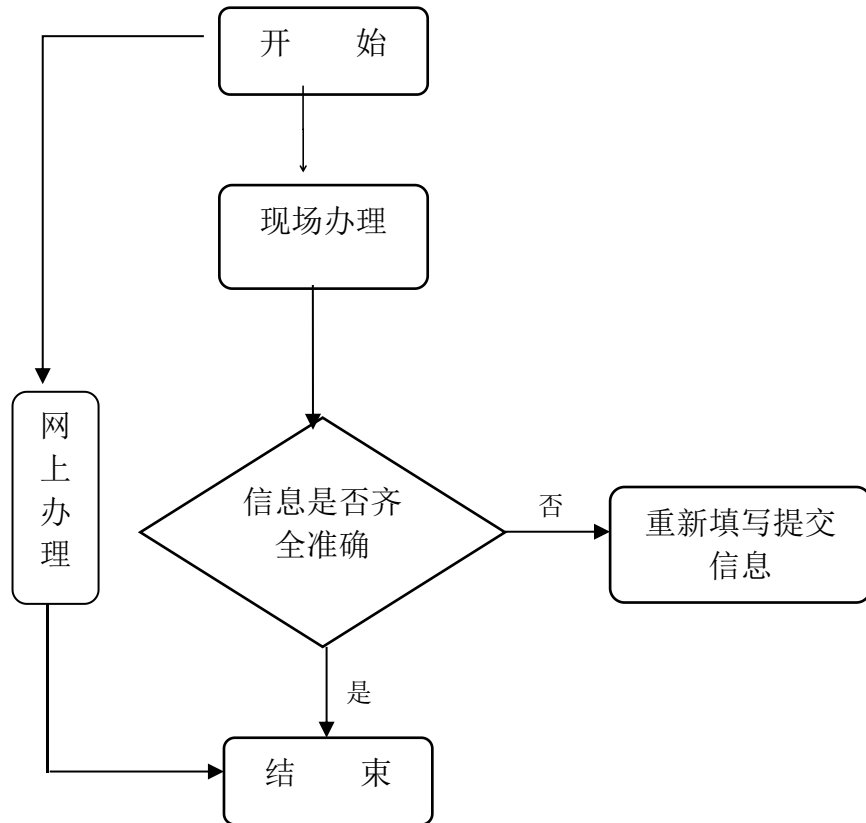 开 始
现场办理
网
上
办
理
信息是否齐
全准确
否
重新填写提交
信息
是
结 束